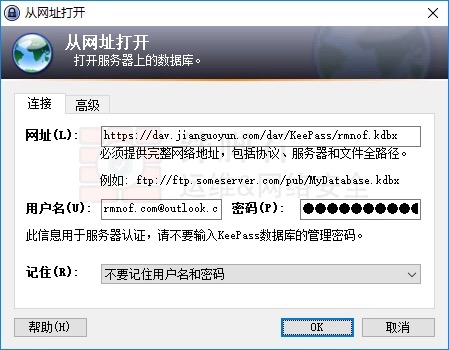 从网址打开
从网址打开
打开服务器上的数据库。
连接 高级
网址(L): https://dav.jianguoyun.com/dav/KeePass/rmnof.kdbx
必须提供完整网络地址，包括协议、服务器和文件全路径。
例如: ftp://ftp.someserver.com/pub/MyDatabase.kdbx
用户名(U): rmnof.com@outlook.c 密码(P): ●●●●●●●●●●
此信息用于服务器认证，请不要输入KeePass数据库的管理密码。
记住(R): 不要记住用户名和密码
帮助(H) OK 取消